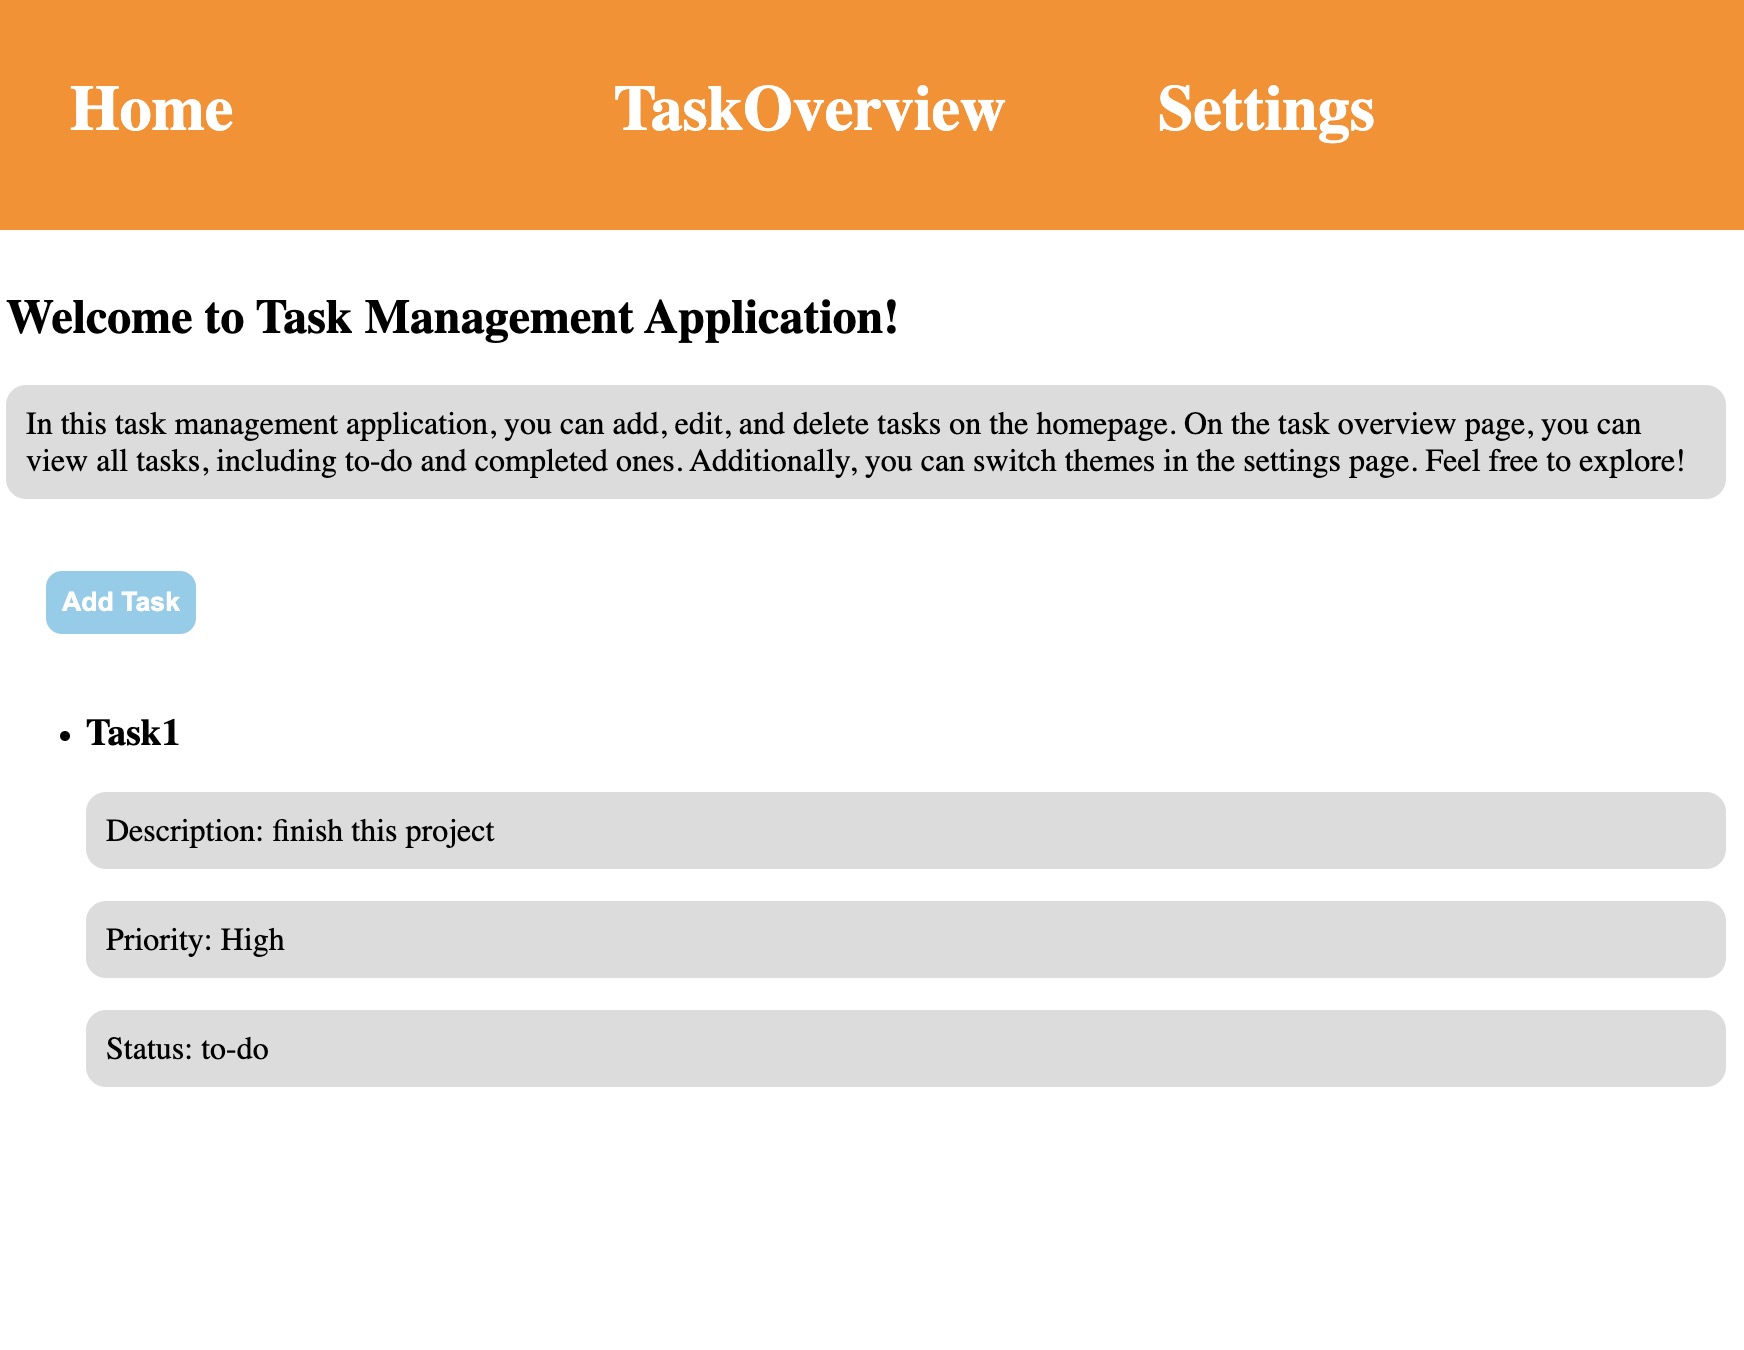 Home TaskOverview Settings
Welcome to Task Management Application!
In this task management application, you can add, edit, and delete tasks on the homepage. On the task overview page, you can
view all tasks, including to-do and completed ones. Additionally, you can switch themes in the settings page. Feel free to explore!
Add Task
Task1
Description: finish this project
Priority: High
Status: to-do